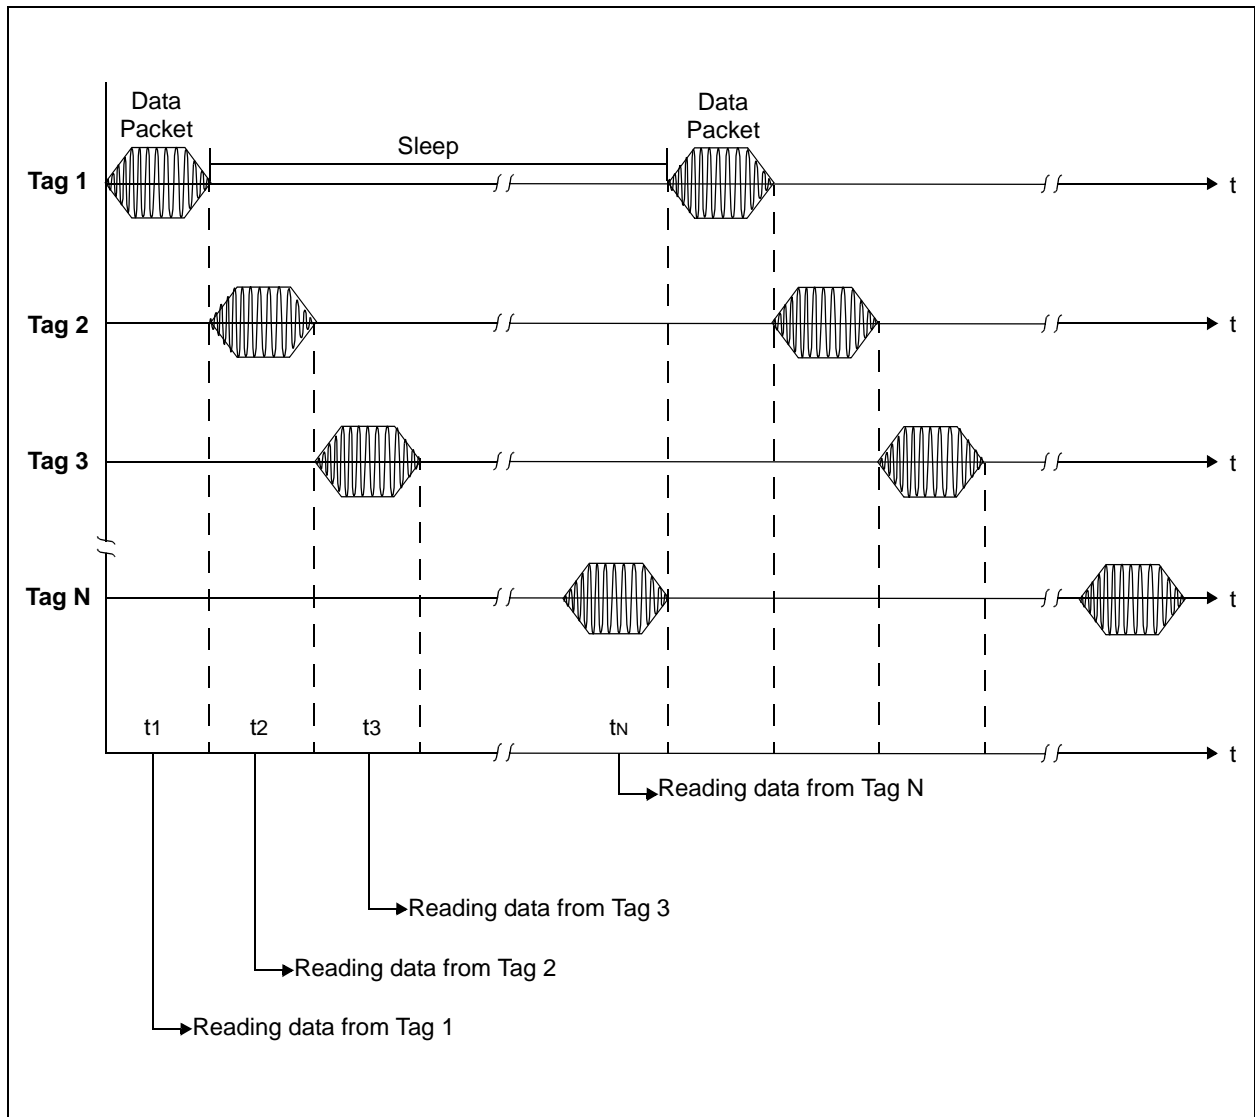 Data
Packet
Data
Packet
Sleep
Tag 1
t
Tag 2
t
Tag 3
t
Tag N
t
t1
t2
t3
tN
t
Reading data from Tag N
Reading data from Tag 3
Reading data from Tag 2
Reading data from Tag 1